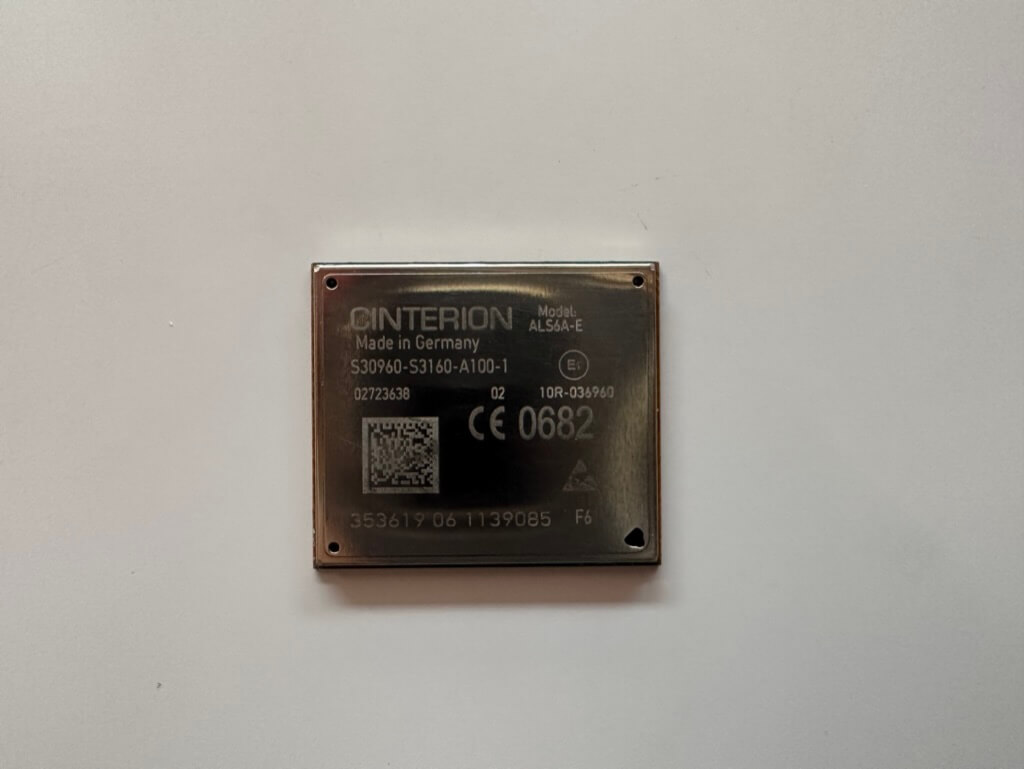 CINTERION
Model:
ALS6A-E
Made in Germany
S30960-S3160-A100-1
E1
02723638 02 10R-036960
CE 0682
353619 06 1139085 F6